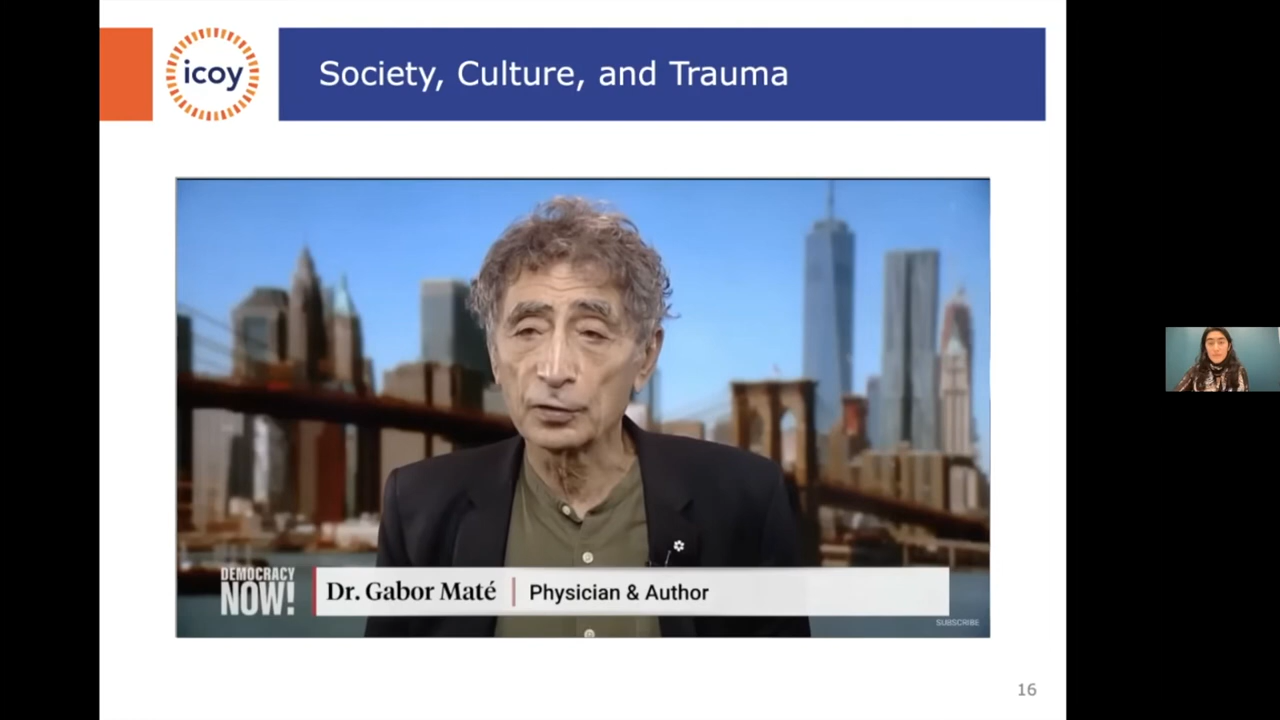 icoy
Society, Culture, and Trauma
DEMOCRACY
NOW!
Dr. Gabor Maté
Physician & Author
SUBSCRIBE
16